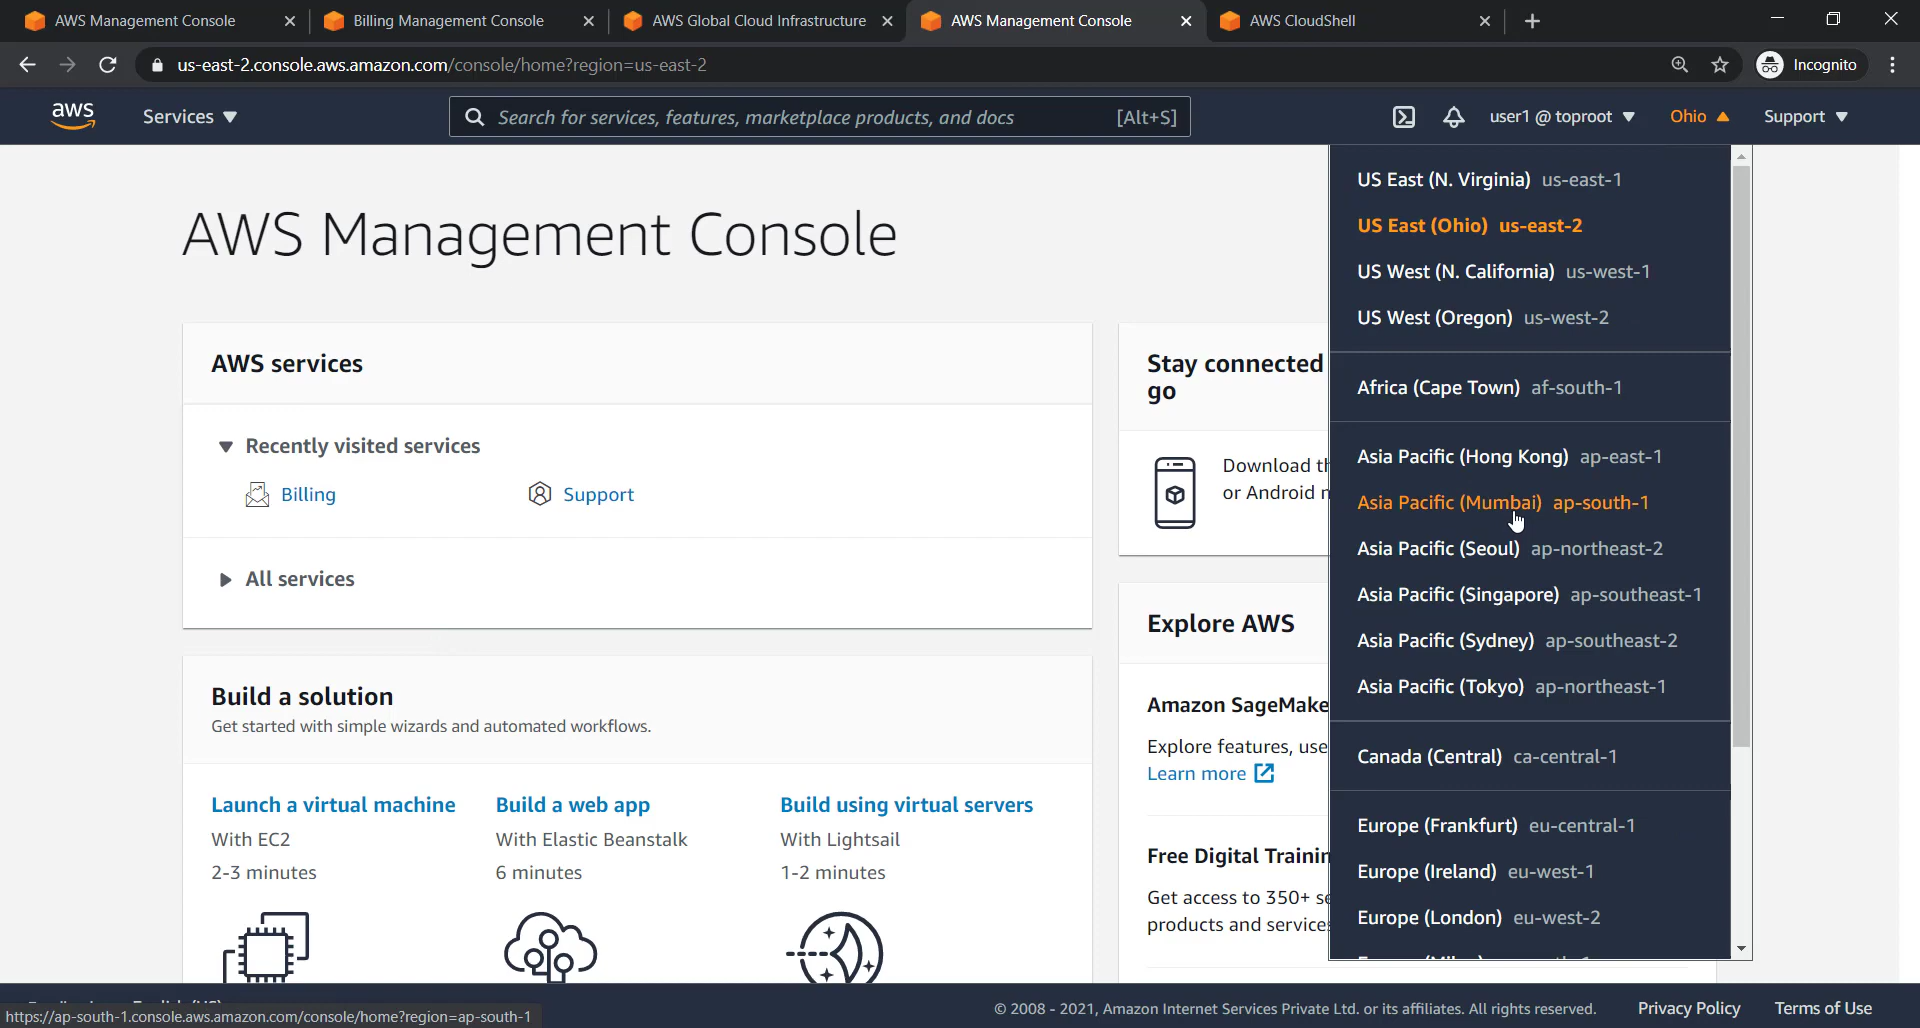 AWS Management Console
Billing Management Console
AWS Global Cloud Infrastructure
AWS Management Console
AWS CloudShell
us-east-2.console.aws.amazon.com/console/home?region=us-east-2
Incognito
aws
Services
Search for services, features, marketplace products, and docs [Alt+S]
user1 @ toproot
Ohio
Support
AWS Management Console
AWS services
Recently visited services
Billing
Support
All services
Build a solution
Get started with simple wizards and automated workflows.
Launch a virtual machine
With EC2
2-3 minutes
Build a web app
With Elastic Beanstalk
6 minutes
Build using virtual servers
With Lightsail
1-2 minutes
Stay connected
go
Download
or Android
Explore AWS
Amazon SageMake
Explore features, use
Learn more
Free Digital Trainin
Get access to 350+
products and service
US East (N. Virginia) us-east-1
US East (Ohio) us-east-2
US West (N. California) us-west-1
US West (Oregon) us-west-2
Africa (Cape Town) af-south-1
Asia Pacific (Hong Kong) ap-east-1
Asia Pacific (Mumbai) ap-south-1
Asia Pacific (Seoul) ap-northeast-2
Asia Pacific (Singapore) ap-southeast-1
Asia Pacific (Sydney) ap-southeast-2
Asia Pacific (Tokyo) ap-northeast-1
Canada (Central) ca-central-1
Europe (Frankfurt) eu-central-1
Europe (Ireland) eu-west-1
Europe (London) eu-west-2
https://ap-south-1.console.aws.amazon.com/console/home?region=ap-south-1
© 2008 - 2021, Amazon Internet Services Private Ltd. or its affiliates. All rights reserved.
Privacy Policy
Terms of Use